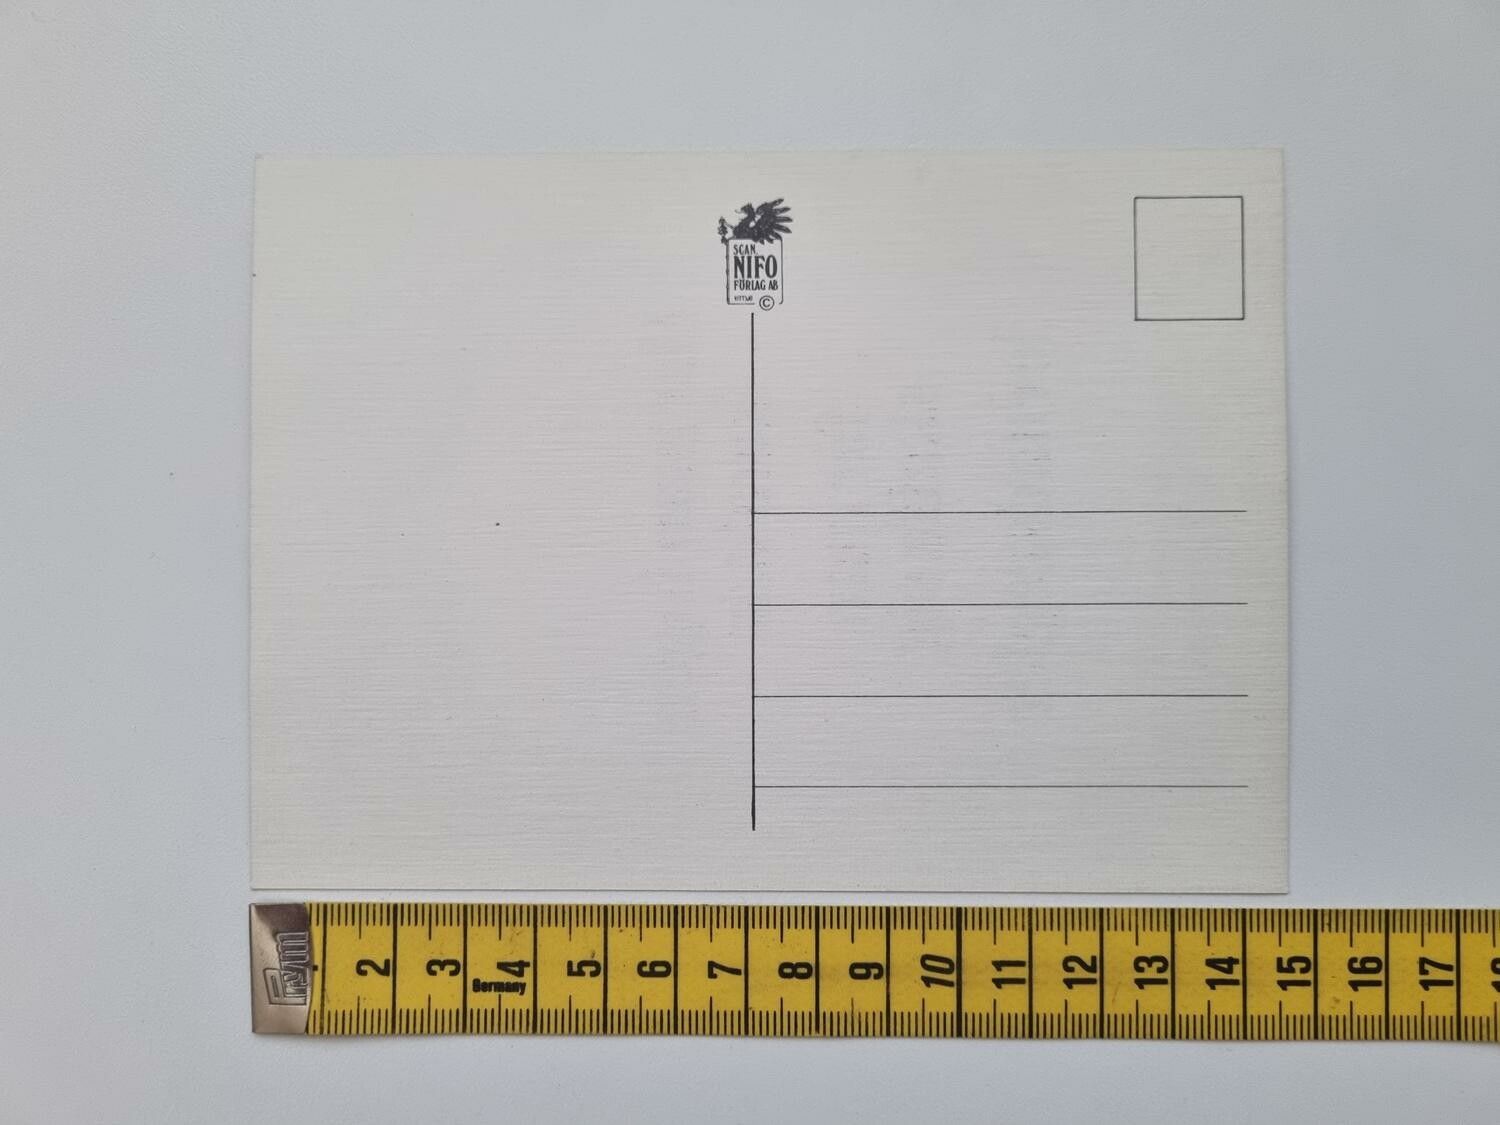 SCAN.
NIFO
FÖRLAG AB
©
Prym
2 3 4 5 6 7 8 9 10 11 12 13 14 15 16 17
Germany